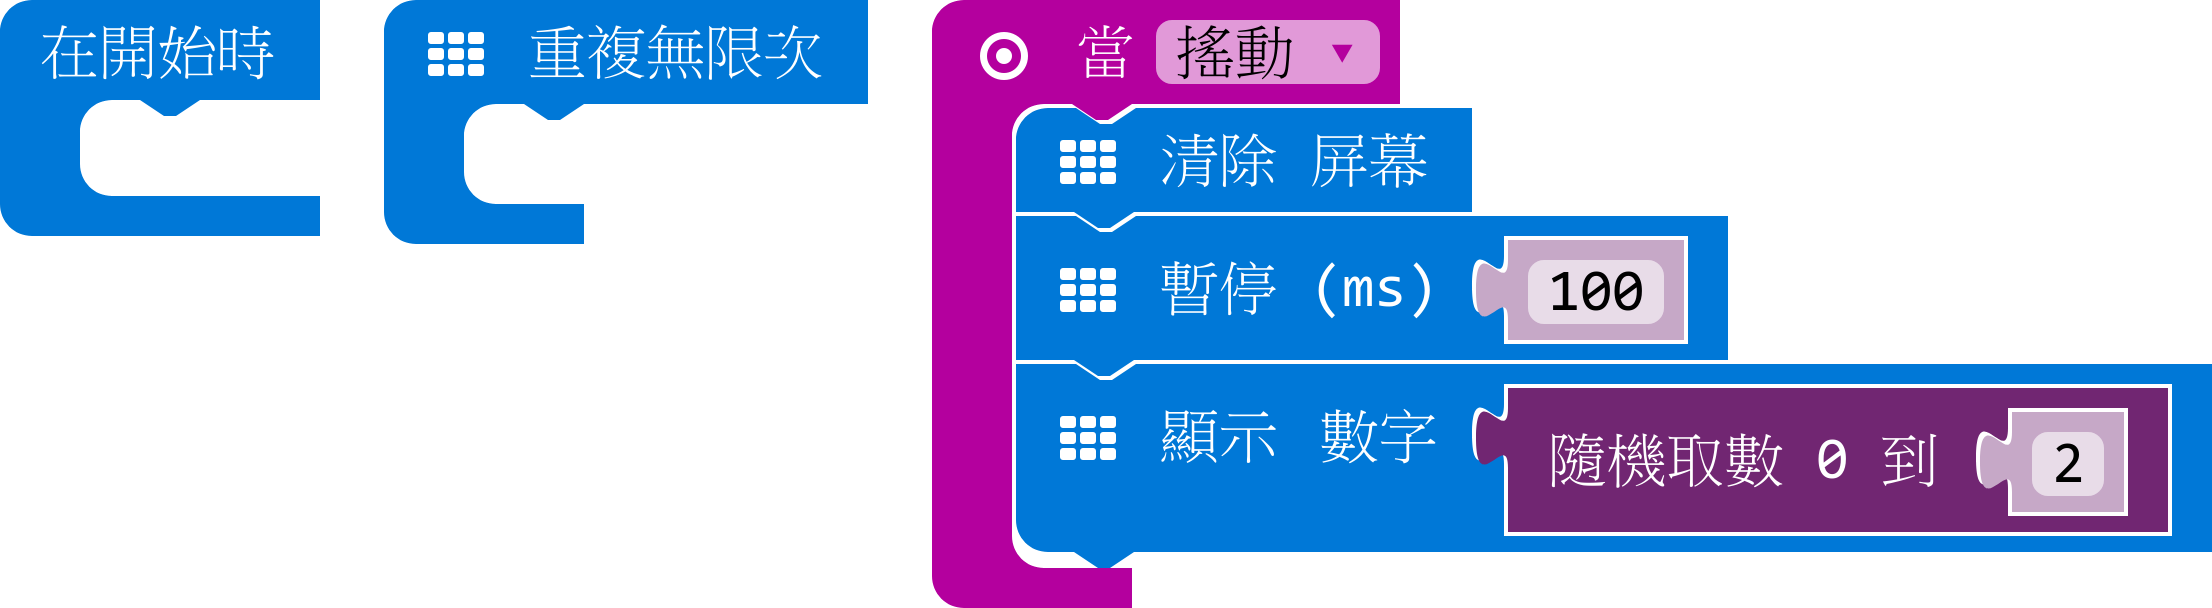 在開始時
重複無限次
當 搖動 ▼
清除 屏幕
暫停 (ms) 100
顯示 數字 隨機取數 0 到 2